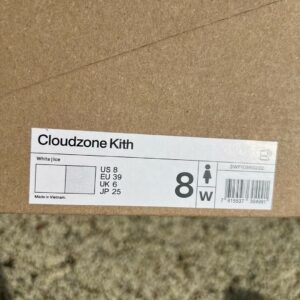 Cloudzone Kith
White | Ice
US 8
EU 39
UK 6
JP 25
8
W
Made in Vietnam